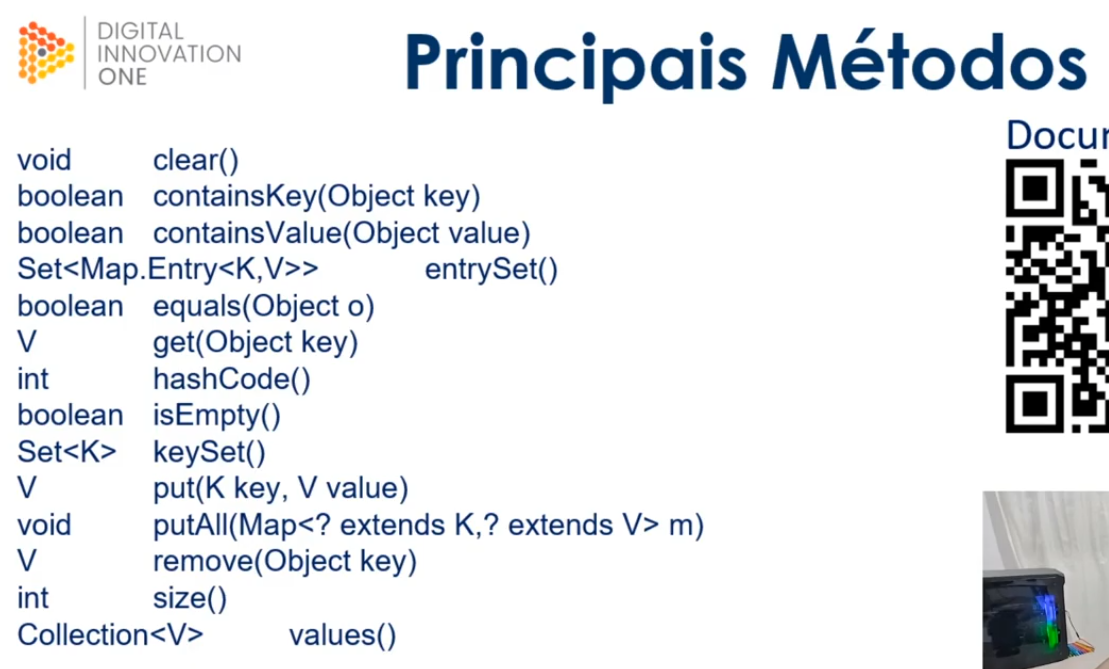 DIGITAL
INNOVATION
ONE
Principais Métodos
void clear()
boolean containsKey(Object key)
boolean containsValue(Object value)
Set<Map.Entry<K,V>> entrySet()
boolean equals(Object o)
V get(Object key)
int hashCode()
boolean isEmpty()
Set<K> keySet()
V put(K key, V value)
void putAll(Map<? extends K,? extends V> m)
V remove(Object key)
int size()
Collection<V> values()